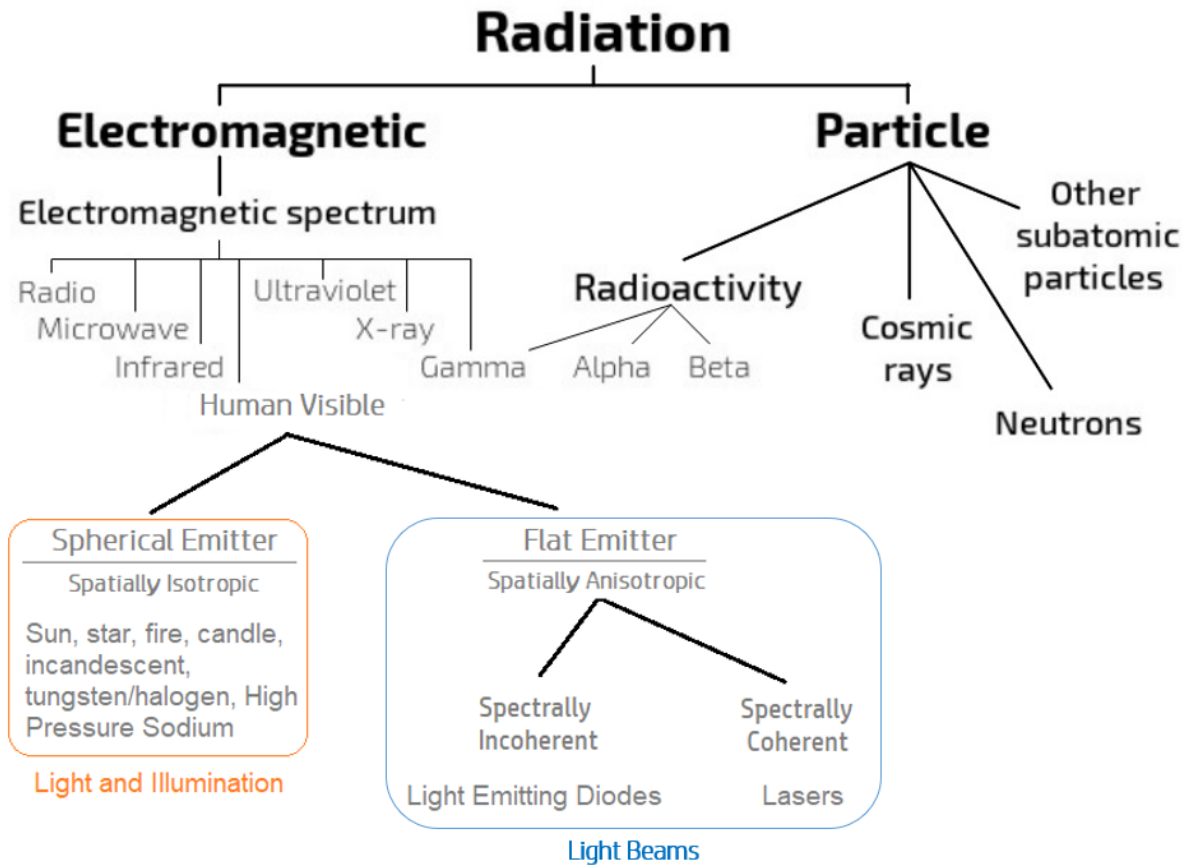 Radiation
Electromagnetic
Particle
Electromagnetic spectrum
Other
subatomic
particles
Radio
Ultraviolet
Radioactivity
Microwave
X-ray
Cosmic
rays
Infrared
Gamma
Alpha
Beta
Human Visible
Neutrons
Spherical Emitter
Spatially Isotropic
Sun, star, fire, candle,
incandescent,
tungsten/halogen, High
Pressure Sodium
Light and Illumination
Flat Emitter
Spatially Anisotropic
Spectrally
Incoherent
Spectrally
Coherent
Light Emitting Diodes
Lasers
Light Beams